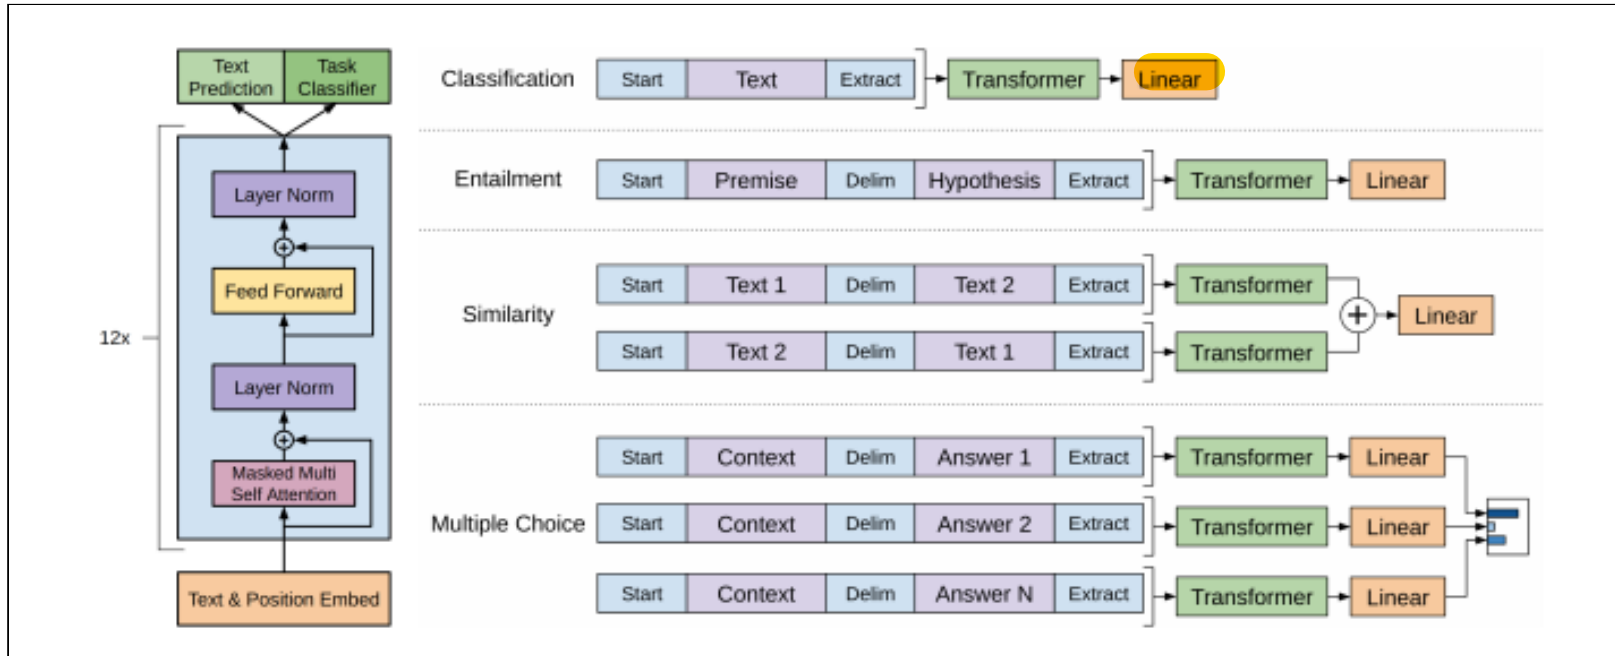 Text
Prediction
Task
Classifier
12x
Layer Norm
Feed Forward
Layer Norm
Masked Multi
Self Attention
Text & Position Embed
Classification Start Text Extract Transformer Linear
Entailment Start Premise Delim Hypothesis Extract Transformer Linear
Similarity
Start Text 1 Delim Text 2 Extract Transformer
Start Text 2 Delim Text 1 Extract Transformer
+ Linear
Multiple Choice
Start Context Delim Answer 1 Extract Transformer Linear
Start Context Delim Answer 2 Extract Transformer Linear
Start Context Delim Answer N Extract Transformer Linear